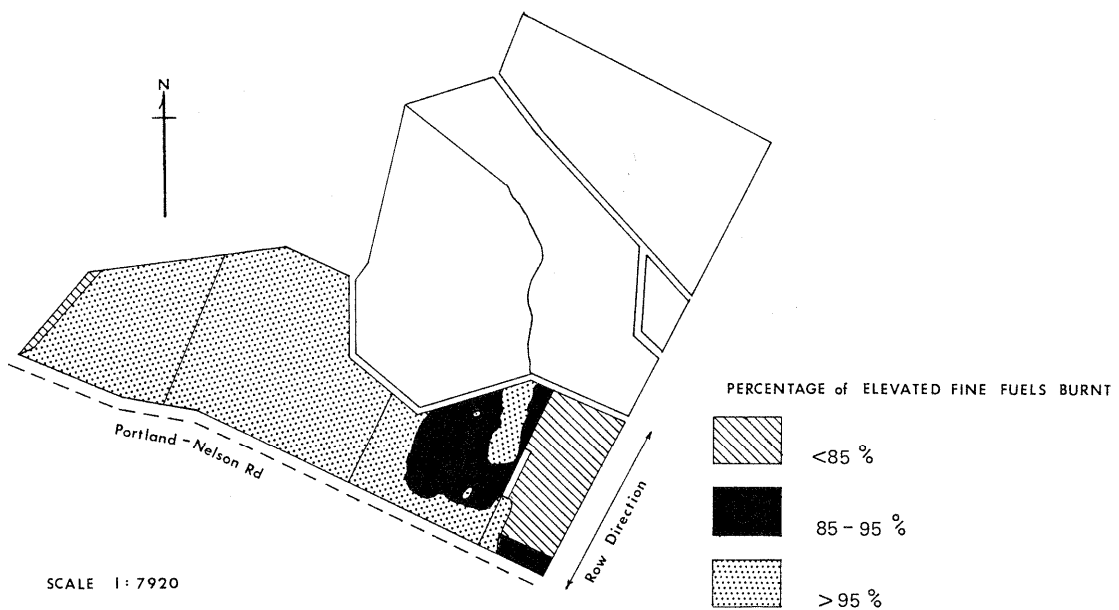 N
Portland - Nelson Rd
Row Direction
SCALE 1 : 7920
PERCENTAGE of ELEVATED FINE FUELS BURNT
<85 %
85 - 95 %
>95 %